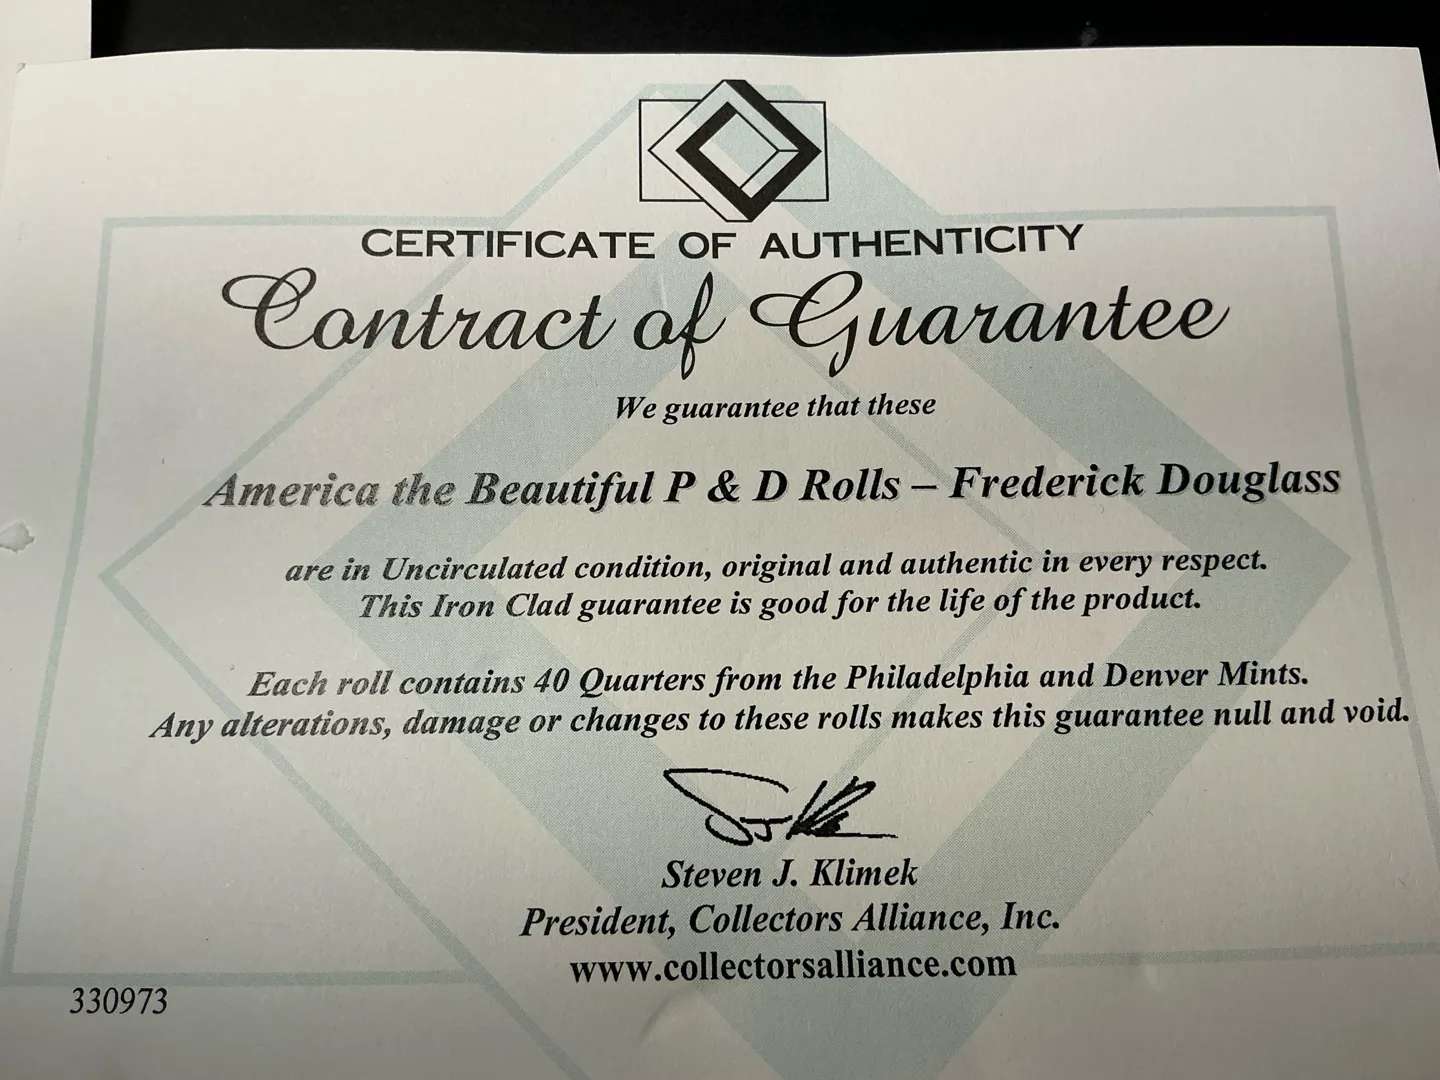 CERTIFICATE OF AUTHENTICITY
Contract of Guarantee
We guarantee that these
America the Beautiful P & D Rolls – Frederick Douglass
are in Uncirculated condition, original and authentic in every respect.
This Iron Clad guarantee is good for the life of the product.
Each roll contains 40 Quarters from the Philadelphia and Denver Mints.
Any alterations, damage or changes to these rolls makes this guarantee null and void.
Steven J. Klimek
President, Collectors Alliance, Inc.
www.collectorsalliance.com
330973